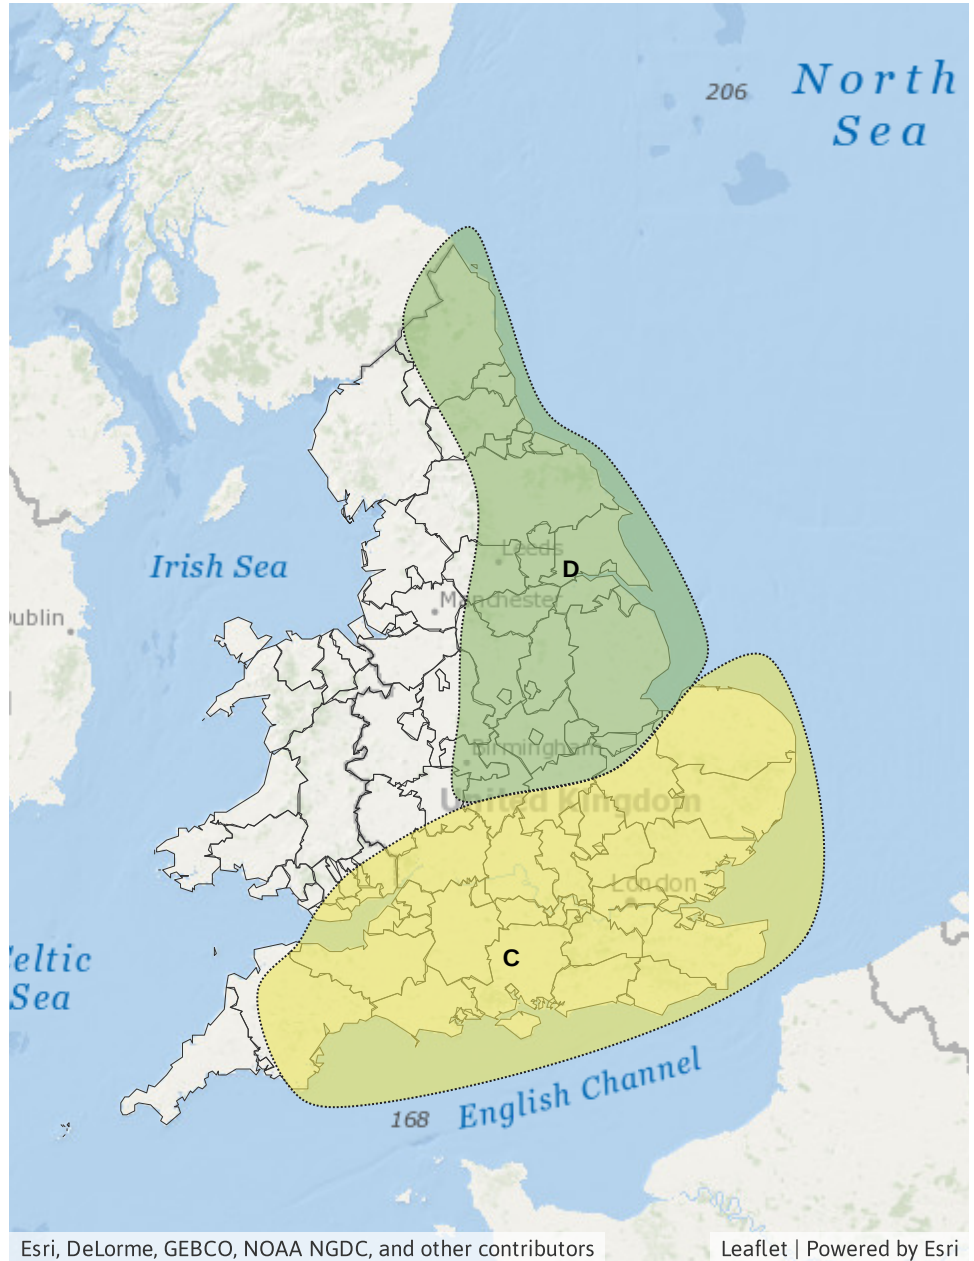 206
North
Sea
Leeds
D
Irish Sea
Manchester
ublin
Birmingham
United Kingdom
London
C
eltic
Sea
English Channel
168
Esri, DeLorme, GEBCO, NOAA NGDC, and other contributors
Leaflet | Powered by Esri